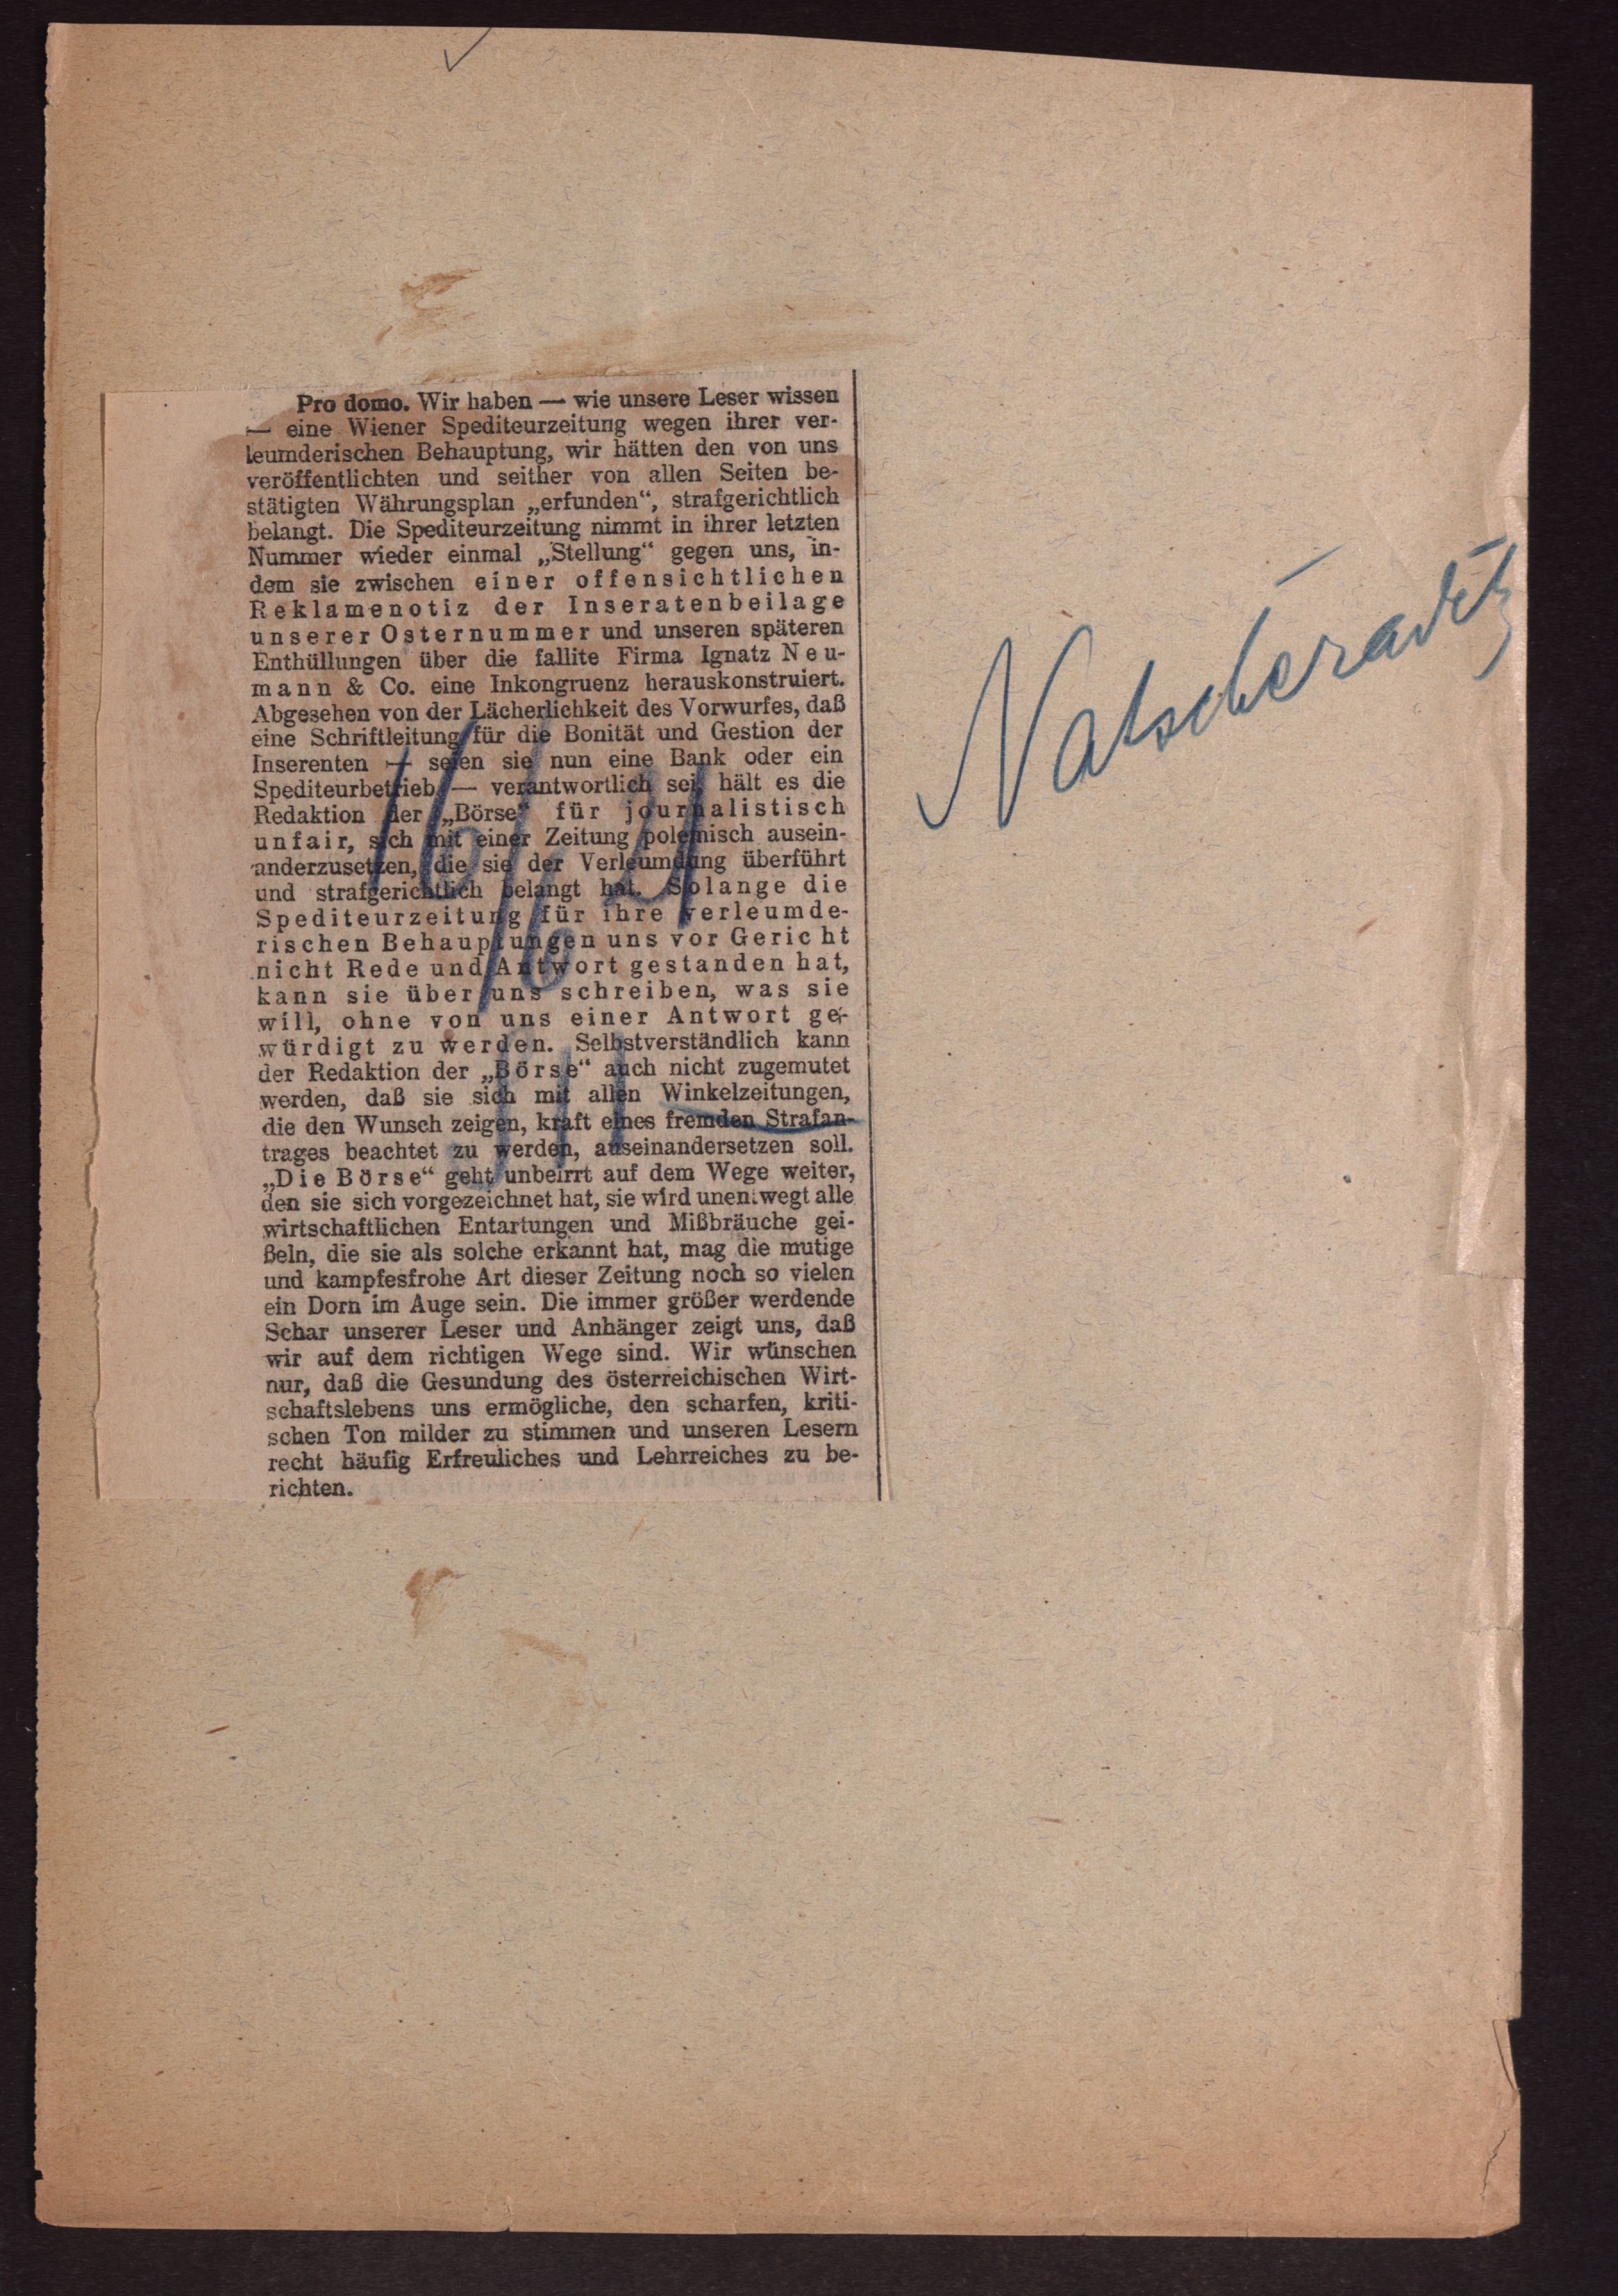 Pro domo. Wir haben — wie unsere Leser wissen
— eine Wiener Spediteurzeitung wegen ihrer ver-
leumderischen Behauptung, wir hätten den von uns
veröffentlichten und seither von allen Seiten be-
stätigten Währungsplan „erfunden“, strafgerichtlich
belangt. Die Spediteurzeitung nimmt in ihrer letzten
Nummer wieder einmal „Stellung“ gegen uns, in-
dem sie zwischen einer offensichtlichen
Reklamenotiz der Inseratenbeilage
unserer Osternummer und unseren späteren
Enthüllungen über die fallite Firma Ignatz Neu-
mann & Co. eine Inkongruenz herauskonstruiert.
Abgesehen von der Lächerlichkeit des Vorwurfes, daß
eine Schriftleitung für die Bonität und Gestion der
Inserenten — seien sie nun eine Bank oder ein
Spediteurbetrieb — verantwortlich sei, hält es die
Redaktion der „Börse“ für journalistisch
unfair, sich mit einer Zeitung polemisch ausein-
anderzusetzen, die sie der Verleumdung überführt
und strafgerichtlich belangt hat. Solange die
Spediteurzeitung für ihre verleumde-
rischen Behauptungen uns vor Gericht
nicht Rede und Antwort gestanden hat,
kann sie über uns schreiben, was sie
will, ohne von uns einer Antwort ge-
würdigt zu werden. Selbstverständlich kann
der Redaktion der „Börse“ auch nicht zugemutet
werden, daß sie sich mit allen Winkelzeitungen,
die den Wunsch zeigen, kraft eines fremden Strafan-
trages beachtet zu werden, auseinandersetzen soll.
„Die Börse“ geht unbeirrt auf dem Wege weiter,
den sie sich vorgezeichnet hat, sie wird unentwegt alle
wirtschaftlichen Entartungen und Mißbräuche gei-
ßeln, die sie als solche erkannt hat, mag die mutige
und kampfesfrohe Art dieser Zeitung noch so vielen
ein Dorn im Auge sein. Die immer größer werdende
Schar unserer Leser und Anhänger zeigt uns, daß
wir auf dem richtigen Wege sind. Wir wünschen
nur, daß die Gesundung des österreichischen Wirt-
schaftslebens uns ermögliche, den scharfen, kriti-
schen Ton milder zu stimmen und unseren Lesern
recht häufig Erfreuliches und Lehrreiches zu be-
richten.